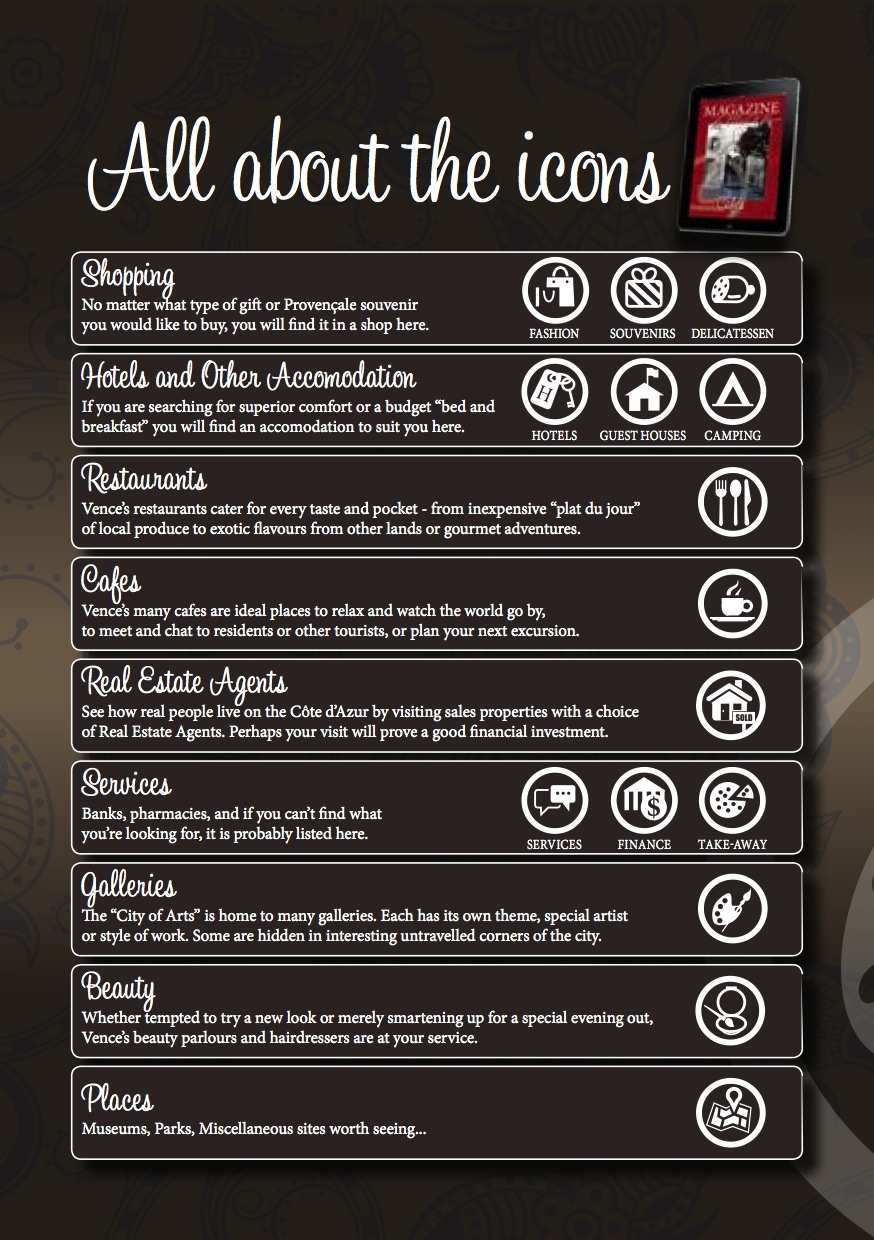 All about the icons
MAGAZINE
Shopping
No matter what type of gift or Provençale souvenir
you would like to buy, you will find it in a shop here.
FASHION SOUVENIRS DELICATESSEN
Hotels and Other Accomodation
If you are searching for superior comfort or a budget “bed and
breakfast” you will find an accomodation to suit you here.
H
HOTELS GUEST HOUSES CAMPING
Restaurants
Vence’s restaurants cater for every taste and pocket - from inexpensive “plat du jour”
of local produce to exotic flavours from other lands or gourmet adventures.
Cafes
Vence’s many cafes are ideal places to relax and watch the world go by,
to meet and chat to residents or other tourists, or plan your next excursion.
Real Estate Agents
See how real people live on the Côte d’Azur by visiting sales properties with a choice
of Real Estate Agents. Perhaps your visit will prove a good financial investment.
SOLD
Services
Banks, pharmacies, and if you can’t find what
you’re looking for, it is probably listed here.
$
SERVICES FINANCE TAKE-AWAY
Galleries
The “City of Arts” is home to many galleries. Each has its own theme, special artist
or style of work. Some are hidden in interesting untravelled corners of the city.
Beauty
Whether tempted to try a new look or merely smartening up for a special evening out,
Vence’s beauty parlours and hairdressers are at your service.
Places
Museums, Parks, Miscellaneous sites worth seeing...